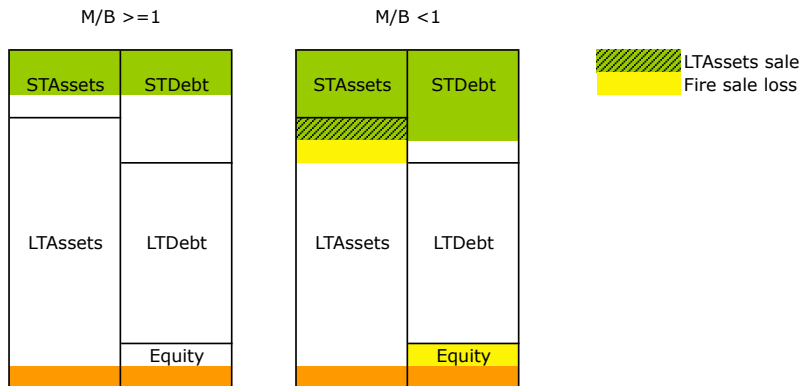 M/B >=1
M/B <1
STAssets
STDebt
STAssets
STDebt
LTAssets sale
Fire sale loss
LTAssets
LTDebt
LTAssets
LTDebt
Equity
Equity